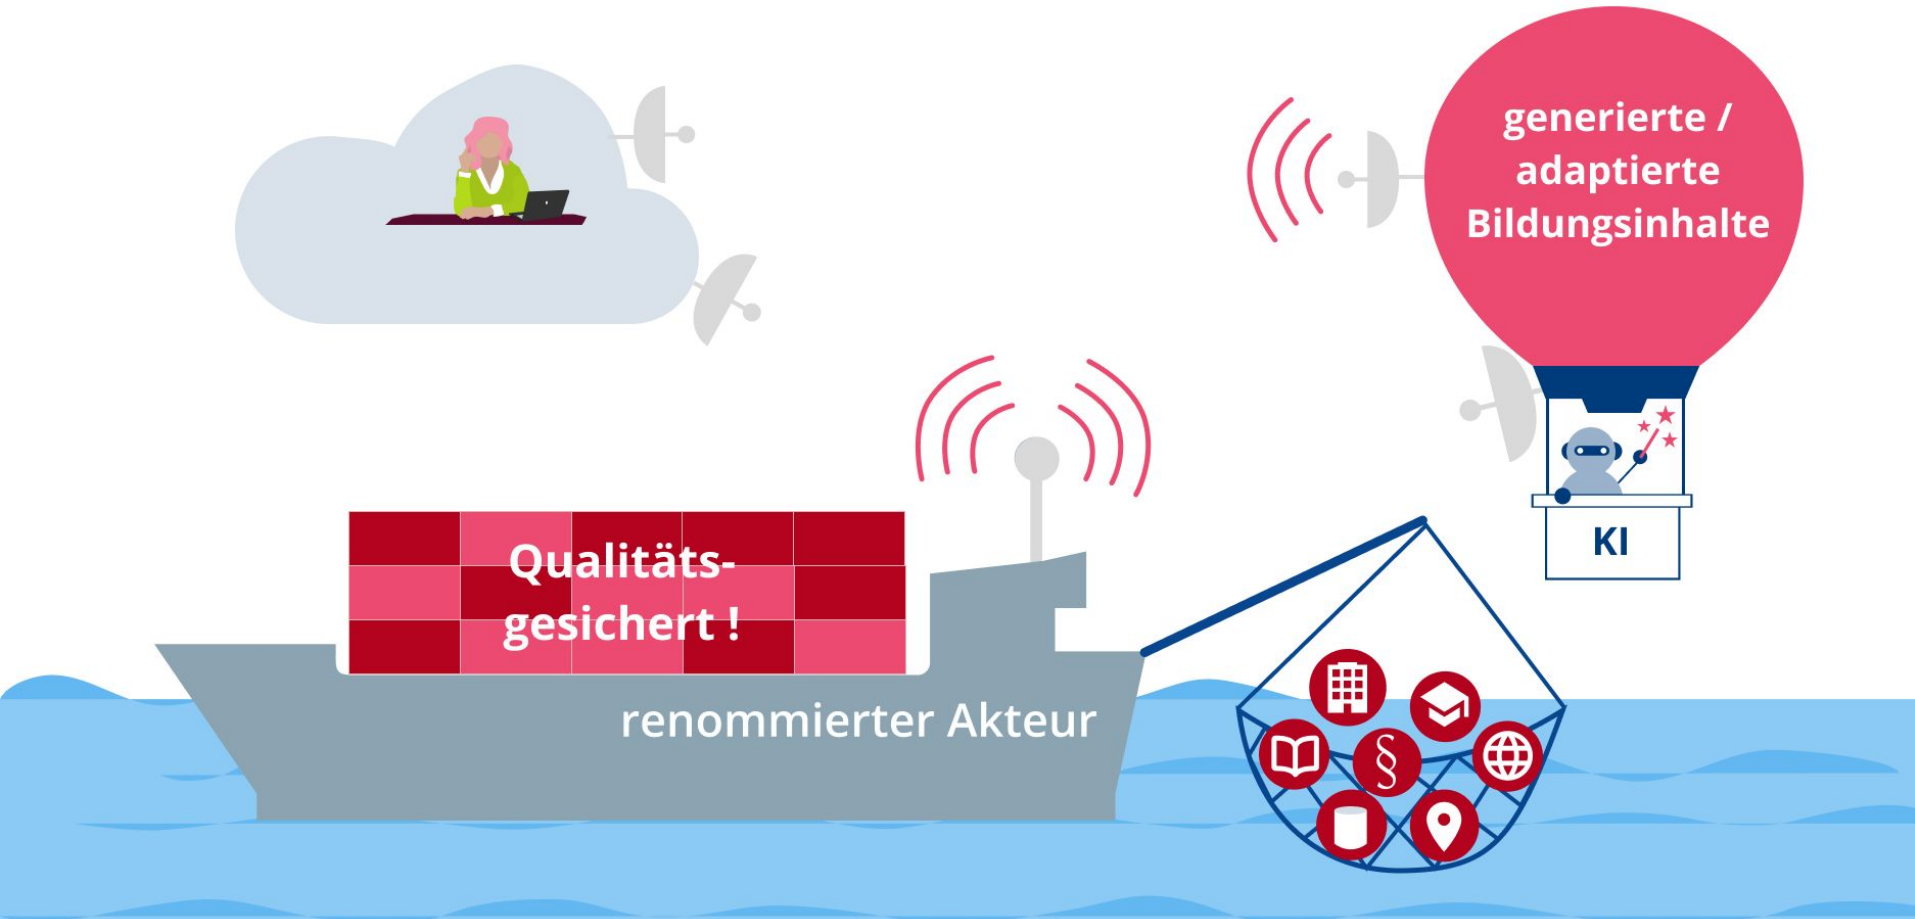 generierte /
adaptierte
Bildungsinhalte
KI
Qualitäts-
gesichert !
renommierter Akteur
§